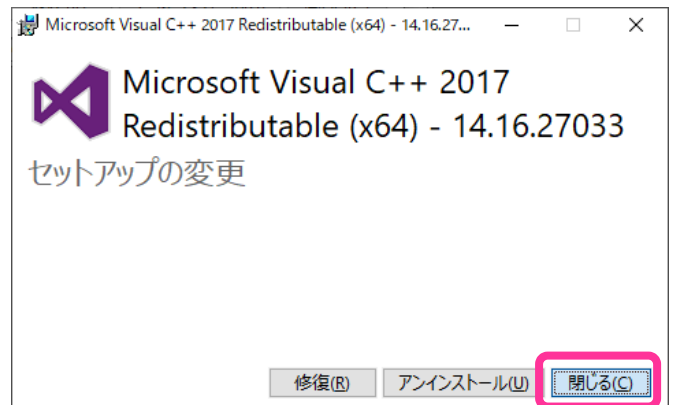 Microsoft Visual C++ 2017 Redistributable (x64) - 14.16.27...
Microsoft Visual C++ 2017
Redistributable (x64) - 14.16.27033
セットアップの変更
修復(R) アンインストール(U) 閉じる(C)